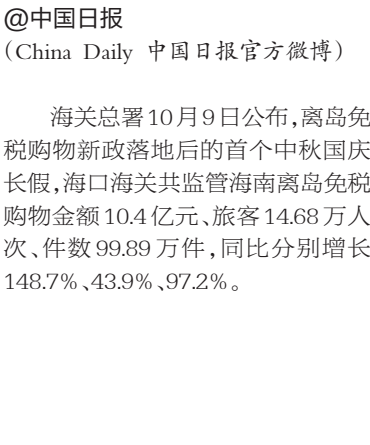 @中国日报
(China Daily 中国日报官方微博)
海关总署10月9日公布,离岛免
税购物新政落地后的首个中秋国庆
长假,海口海关共监管海南离岛免税
购物金额10.4亿元、旅客14.68万人
次、件数99.89万件,同比分别增长
148.7%、43.9%、97.2%。